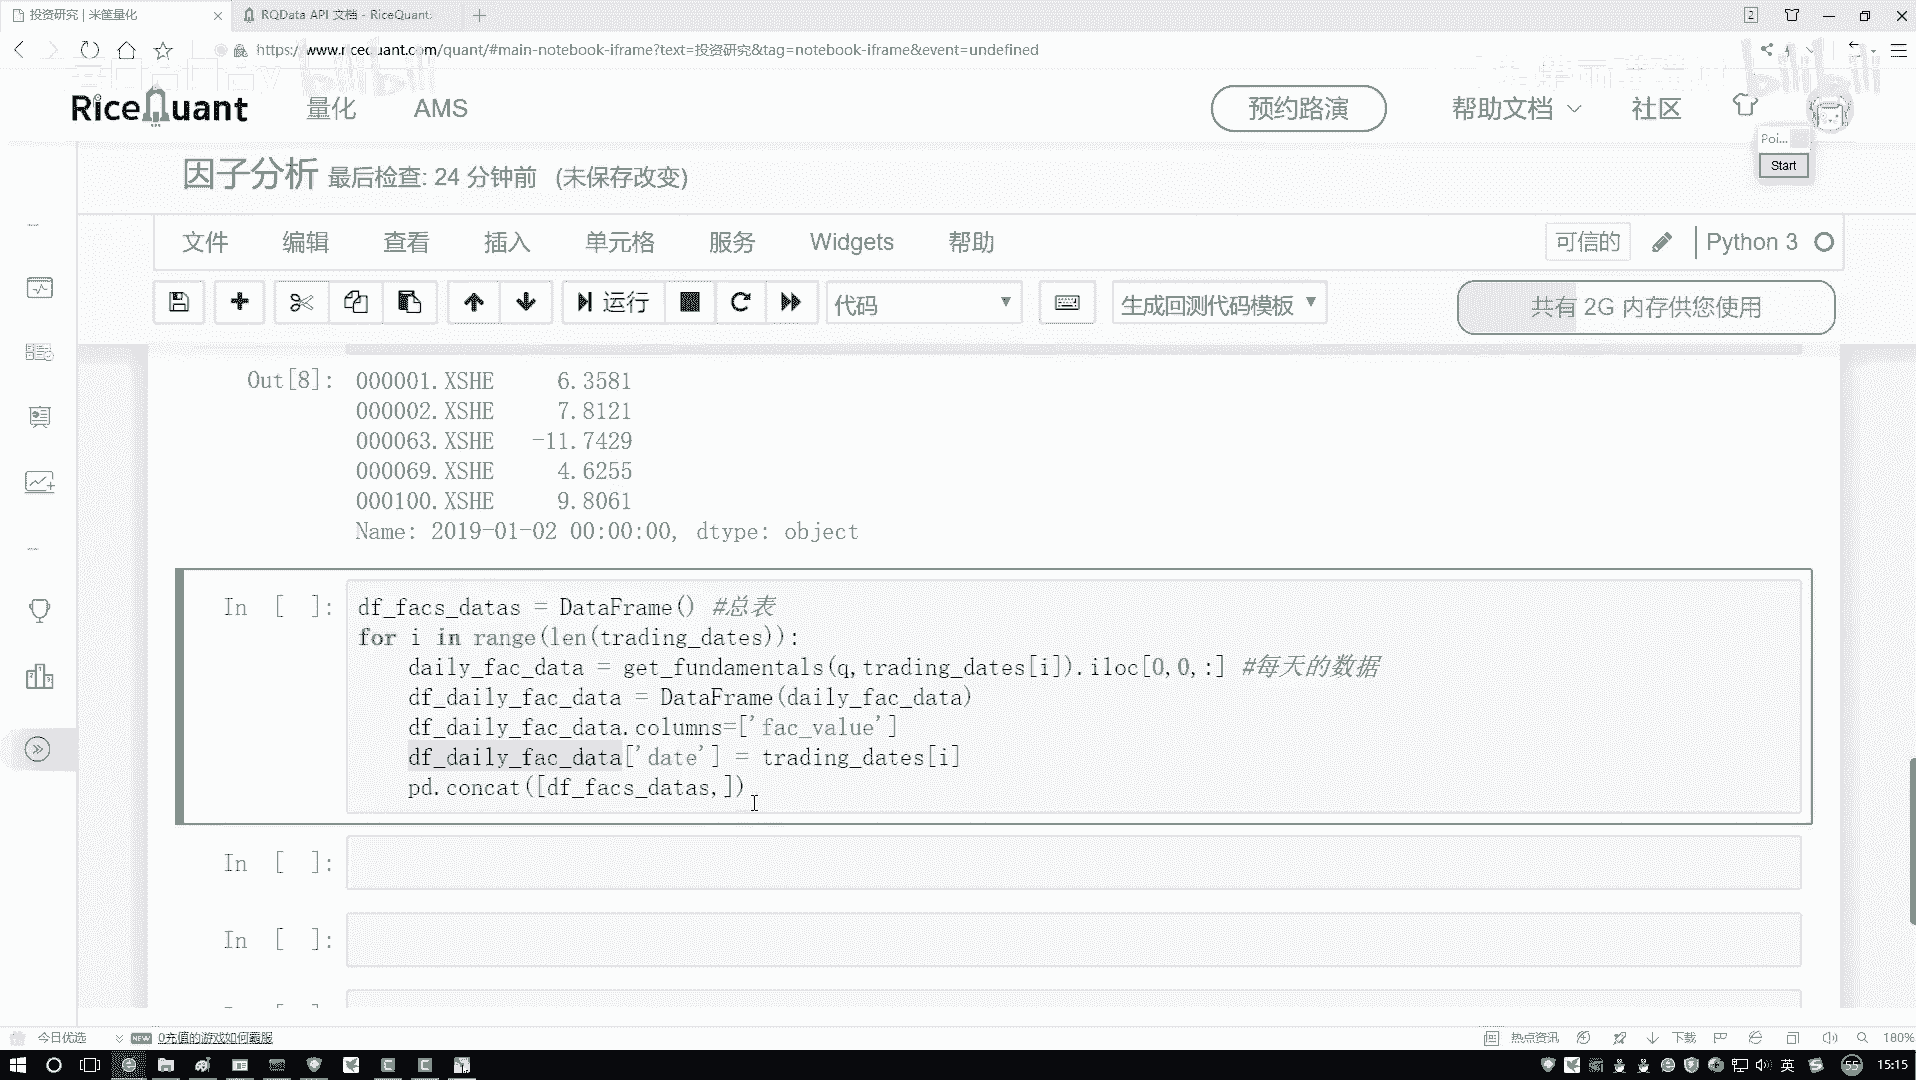 投资研究 | 米筐量化
RQData API 文档 - RiceQuant
2
https://www.ricequant.com/quant/#main-notebook-iframe?text=投资研究&tag=notebook-iframe&event=undefined
bilibili
bilibili
RiceQuant
量化
AMS
预约路演
帮助文档
社区
Poi...
Start
因子分析 最后检查: 24 分钟前 (未保存改变)
文件 编辑 查看 插入 单元格 服务 Widgets 帮助
可信的
Python 3
运行
代码
生成回测代码模板
共有 2G 内存供您使用
Out[8]: 000001.XSHE 6.3581
000002.XSHE 7.8121
000063.XSHE -11.7429
000069.XSHE 4.6255
000100.XSHE 9.8061
Name: 2019-01-02 00:00:00, dtype: object
In [ ]: df_facs_datas = DataFrame() #总表
for i in range(len(trading_dates)):
daily_fac_data = get_fundamentals(q,trading_dates[i]).iloc[0,0,:] #每天的数据
df_daily_fac_data = DataFrame(daily_fac_data)
df_daily_fac_data.columns=['fac_value']
df_daily_fac_data['date'] = trading_dates[i]
pd.concat([df_facs_datas,])
In [ ]:
In [ ]:
今日优选
NEW 0充值的游戏如何霸服
热点资讯
下载
180%
英
55
15:15